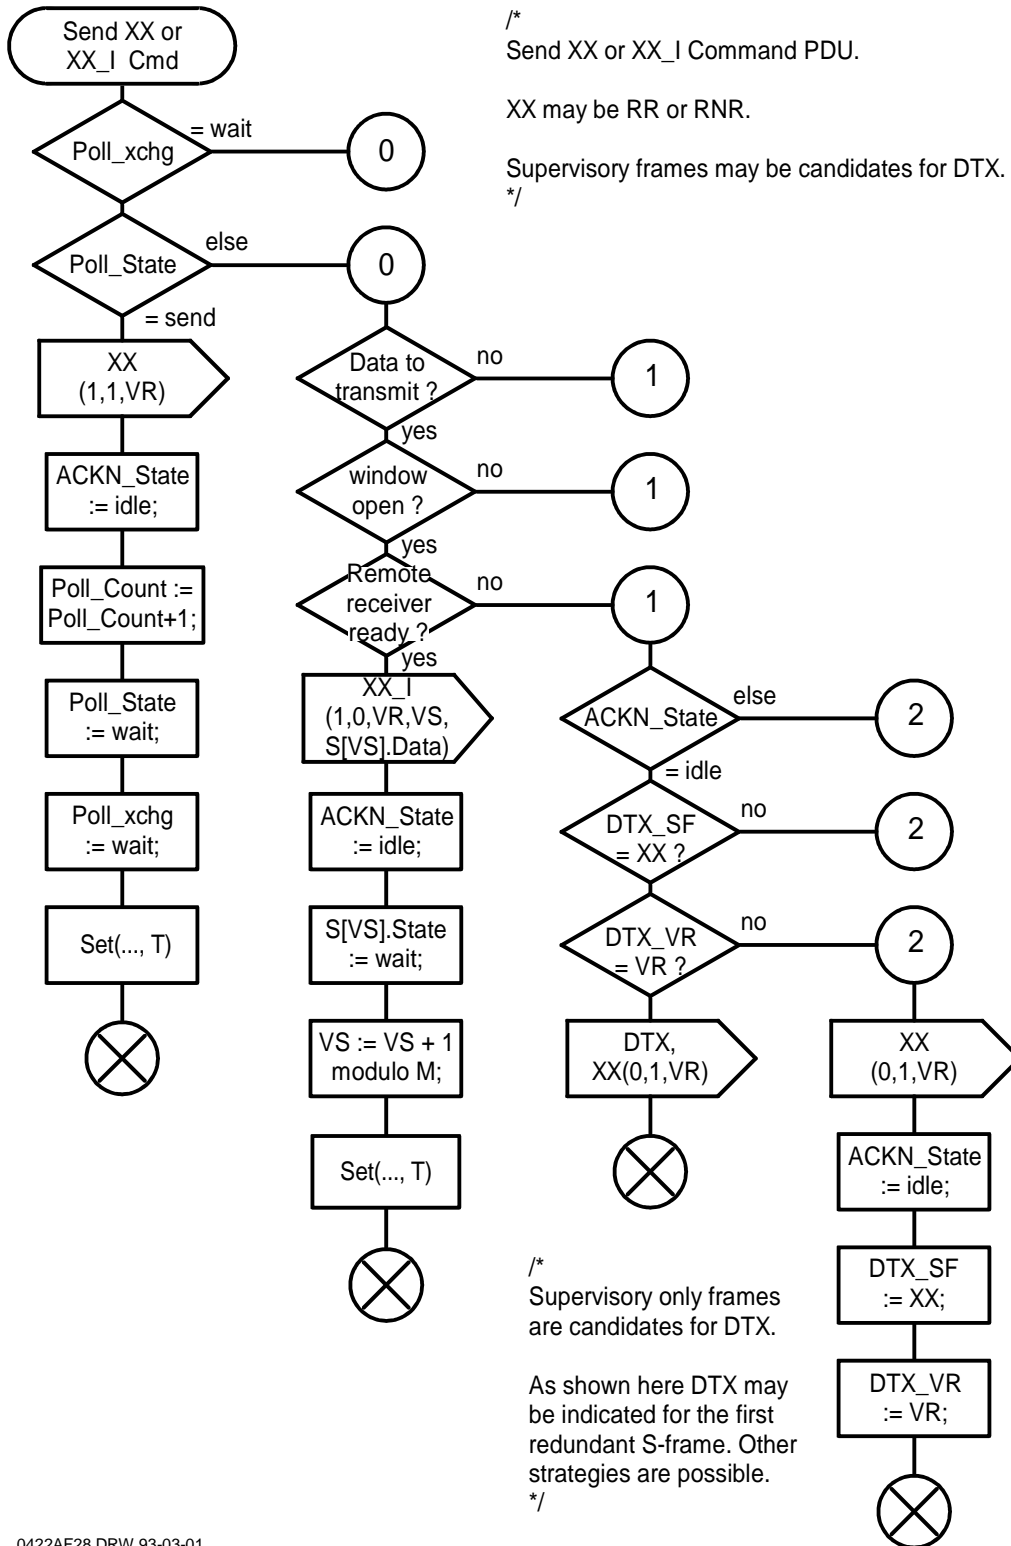 Send XX or
XX_I Cmd
/*
Send XX or XX_I Command PDU.
XX may be RR or RNR.
Supervisory frames may be candidates for DTX.
*/
Poll_xchg
= wait
0
Poll_State
else
0
= send
XX
(1,1,VR)
ACKN_State
:= idle;
Poll_Count :=
Poll_Count+1;
Poll_State
:= wait;
Poll_xchg
:= wait;
Set(..., T)
Data to
transmit ?
no
1
yes
window
open ?
no
1
yes
Remote
receiver
ready ?
no
1
yes
XX_I
(1,0,VR,VS,
S[VS].Data)
ACKN_State
:= idle;
S[VS].State
:= wait;
VS := VS + 1
modulo M;
Set(..., T)
ACKN_State
else
2
= idle
DTX_SF
= XX ?
no
2
DTX_VR
= VR ?
no
2
DTX,
XX(0,1,VR)
XX
(0,1,VR)
ACKN_State
:= idle;
DTX_SF
:= XX;
DTX_VR
:= VR;
/*
Supervisory only frames
are candidates for DTX.
As shown here DTX may
be indicated for the first
redundant S-frame. Other
strategies are possible.
*/
0422AF28.DRW 93-03-01